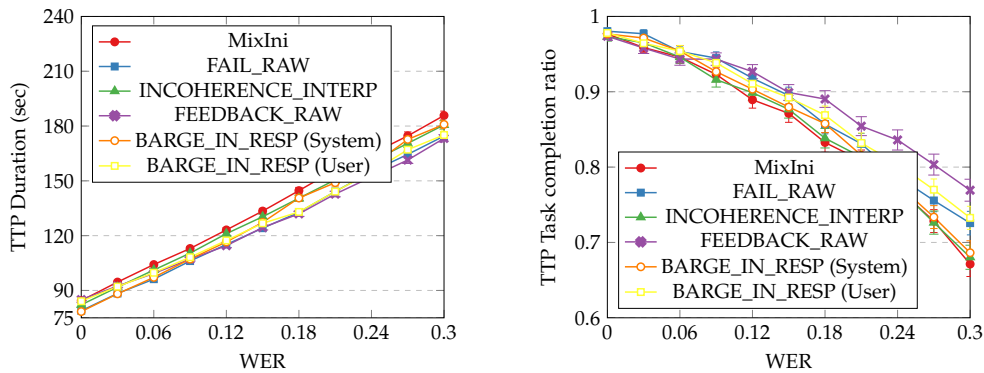 240
210
180
150
120
90
75
0
0.06
0.12
0.18
0.24
0.3
WER
TTP Duration (sec)
MixIni
FAIL_RAW
INCOHERENCE_INTERP
FEEDBACK_RAW
BARGE_IN_RESP (System)
BARGE_IN_RESP (User)
1
0.9
0.8
0.7
0.6
0
0.06
0.12
0.18
0.24
0.3
WER
TTP Task completion ratio
MixIni
FAIL_RAW
INCOHERENCE_INTERP
FEEDBACK_RAW
BARGE_IN_RESP (System)
BARGE_IN_RESP (User)